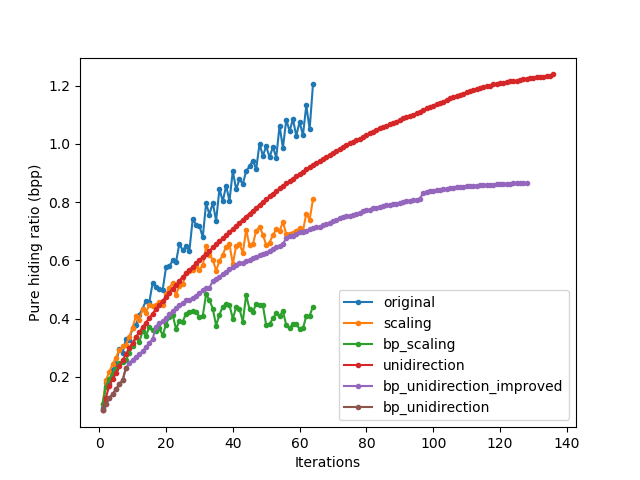 1.2
1.0
0.8
0.6
0.4
0.2
Pure hiding ratio (bpp)
original
scaling
bp_scaling
unidirection
bp_unidirection_improved
bp_unidirection
0 20 40 60 80 100 120 140
Iterations